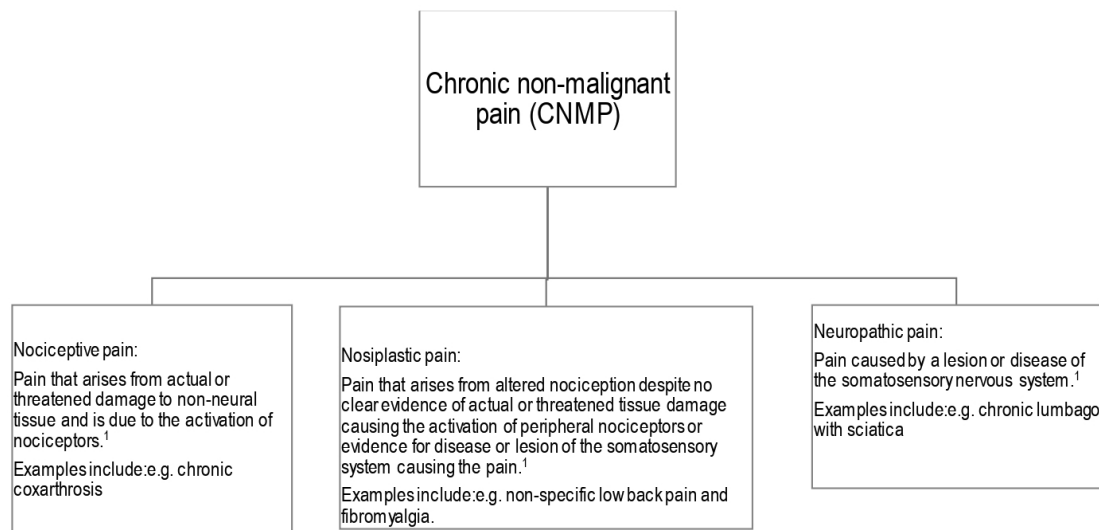 Chronic non-malignant
pain (CNMP)
Nociceptive pain:
Pain that arises from actual or
threatened damage to non-neural
tissue and is due to the activation of
nociceptors.¹
Examples include:e.g. chronic
coxarthrosis
Nosiplastic pain:
Pain that arises from altered nociception despite no
clear evidence of actual or threatened tissue damage
causing the activation of peripheral nociceptors or
evidence for disease or lesion of the somatosensory
system causing the pain.¹
Examples include:e.g. non-specific low back pain and
fibromyalgia.
Neuropathic pain:
Pain caused by a lesion or disease of
the somatosensory nervous system.¹
Examples include:e.g. chronic lumbago
with sciatica